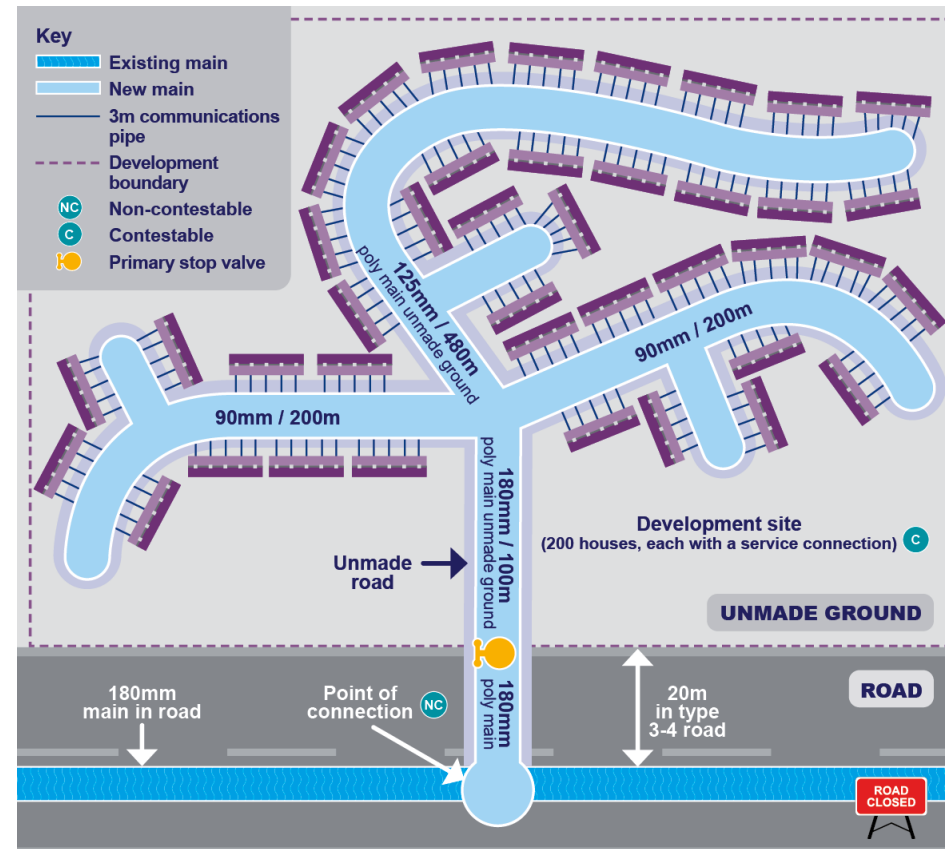 Key
Existing main
New main
3m communications
pipe
Development
boundary
NC
Non-contestable
C
Contestable
Primary stop valve
125mm / 480m
poly main unmade ground
90mm / 200m
90mm / 200m
180mm / 100m
poly main unmade ground
Development site
(200 houses, each with a service connection)
C
Unmade
road
UNMADE GROUND
ROAD
180mm
main in road
Point of
connection
NC
180mm
poly main
20m
in type
3-4 road
ROAD
CLOSED